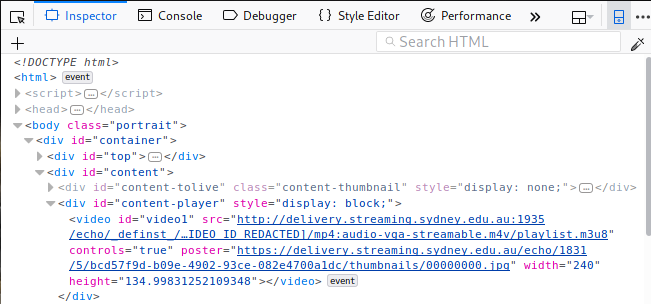 Inspector Console Debugger Style Editor Performance »
+ Search HTML
<!DOCTYPE html>
<html> event
<script>…</script>
<head>…</head>
<body class="portrait">
<div id="container">
<div id="top">…</div>
<div id="content">
<div id="content-tolive" class="content-thumbnail" style="display: none;">…</div>
<div id="content-player" style="display: block;">
<video id="video1" src="http://delivery.streaming.sydney.edu.au:1935
/echo/_definst_/…IDEO ID REDACTED]/mp4:audio-vga-streamable.m4v/playlist.m3u8"
controls="true" poster="https://delivery.streaming.sydney.edu.au/echo/1831
/5/bcd57f9d-b09e-4902-93ce-082e4700a1dc/thumbnails/00000000.jpg" width="240"
height="134.99831252109348"></video> event
</div>